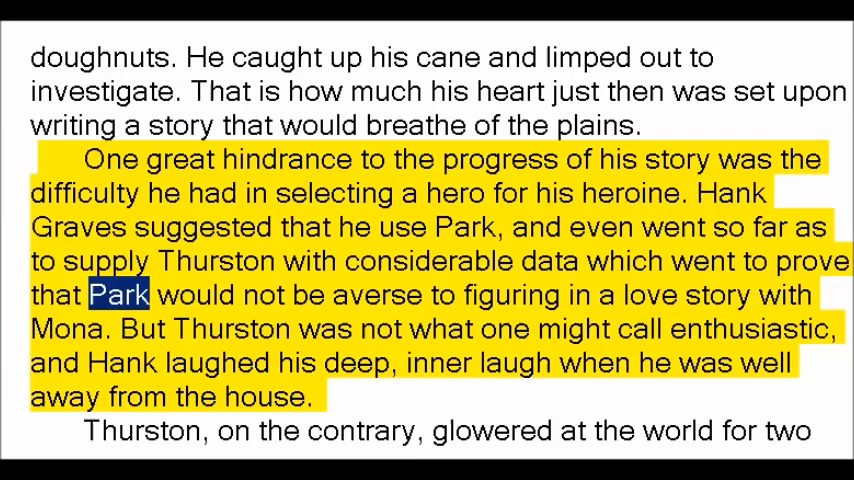 doughnuts. He caught up his cane and limped out to
investigate. That is how much his heart just then was set upon
writing a story that would breathe of the plains.
One great hindrance to the progress of his story was the
difficulty he had in selecting a hero for his heroine. Hank
Graves suggested that he use Park, and even went so far as
to supply Thurston with considerable data which went to prove
that Park would not be averse to figuring in a love story with
Mona. But Thurston was not what one might call enthusiastic,
and Hank laughed his deep, inner laugh when he was well
away from the house.
Thurston, on the contrary, glowered at the world for two